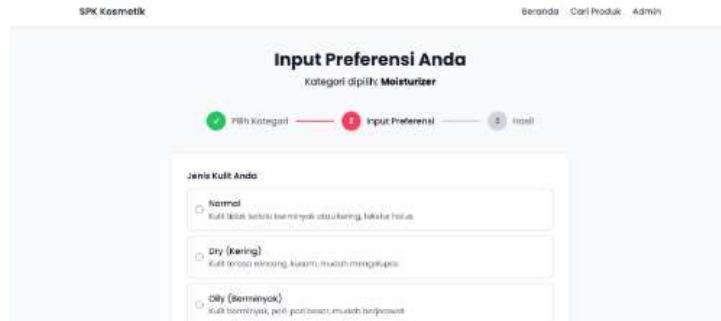 SPK Kosmetik
Beranda Cari Produk Admin
Input Preferensi Anda
Kategori dipilih: Moisturizer
✓ Pilih Kategori 2 Input Preferensi 3 Hasil
Jenis Kulit Anda
Normal
Kulit tidak terlalu berminyak atau kering, tekstur halus
Dry (Kering)
Kulit terasa kencang, kusam, mudah mengelupas
Oily (Berminyak)
Kulit berminyak, pori-pori besar, mudah berjerawat